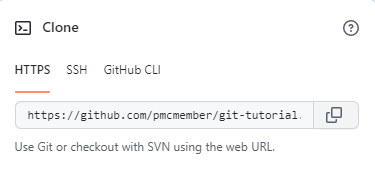 Clone
HTTPS SSH GitHub CLI
https://github.com/pmcmember/git-tutorial.
Use Git or checkout with SVN using the web URL.